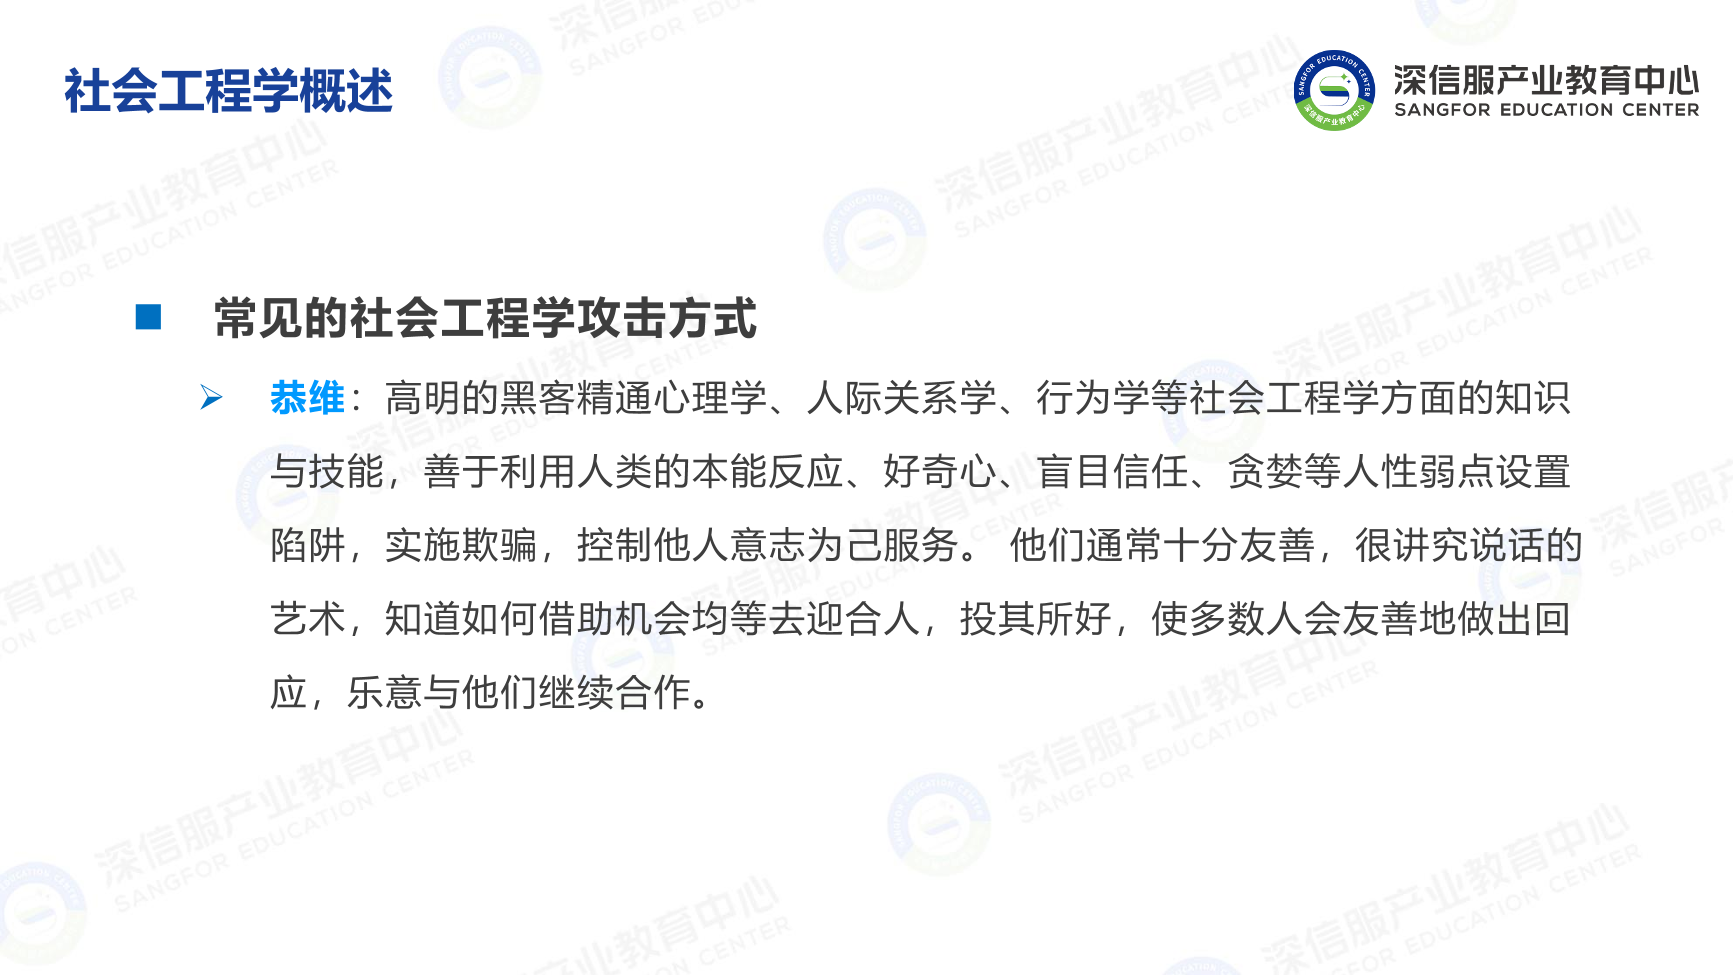 社会工程学概述
深信服产业教育中心
SANGFOR EDUCATION CENTER
常见的社会工程学攻击方式
恭维：高明的黑客精通心理学、人际关系学、行为学等社会工程学方面的知识
与技能，善于利用人类的本能反应、好奇心、盲目信任、贪婪等人性弱点设置
陷阱，实施欺骗，控制他人意志为己服务。 他们通常十分友善，很讲究说话的
艺术，知道如何借助机会均等去迎合人，投其所好，使多数人会友善地做出回
应，乐意与他们继续合作。